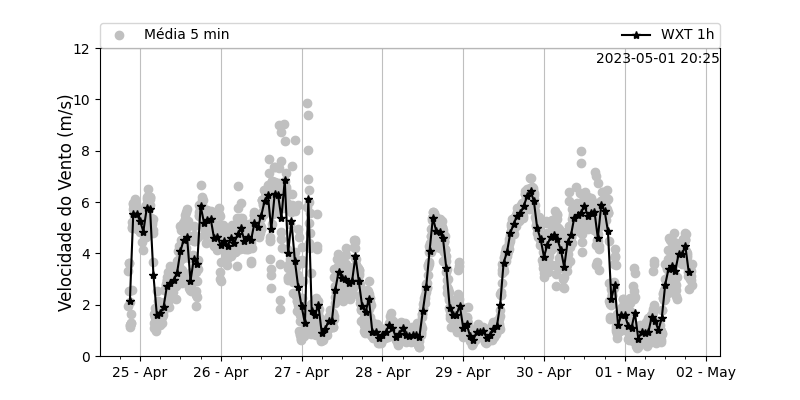 Média 5 min
WXT 1h
2023-05-01 20:25
Velocidade do Vento (m/s)
12
10
8
6
4
2
0
25 - Apr
26 - Apr
27 - Apr
28 - Apr
29 - Apr
30 - Apr
01 - May
02 - May